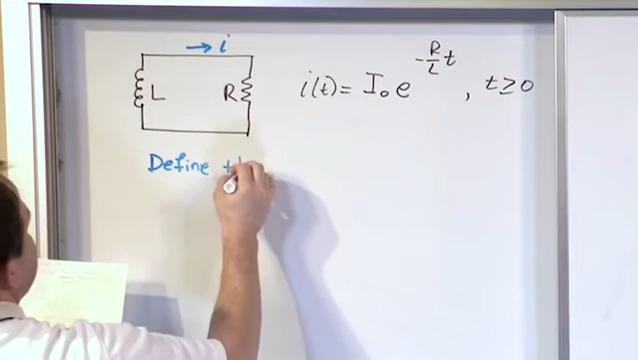 → i
L R
i(t) = I₀ e^(-R/L t) , t ≥ 0
Define